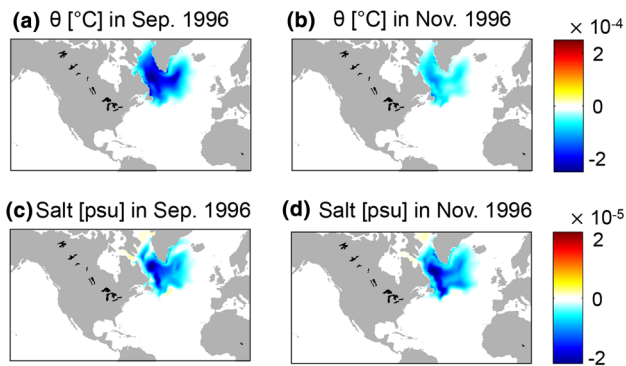 (a) θ [°C] in Sep. 1996
(b) θ [°C] in Nov. 1996
× 10⁻⁴
2
0
-2
(c) Salt [psu] in Sep. 1996
(d) Salt [psu] in Nov. 1996
× 10⁻⁵
2
0
-2